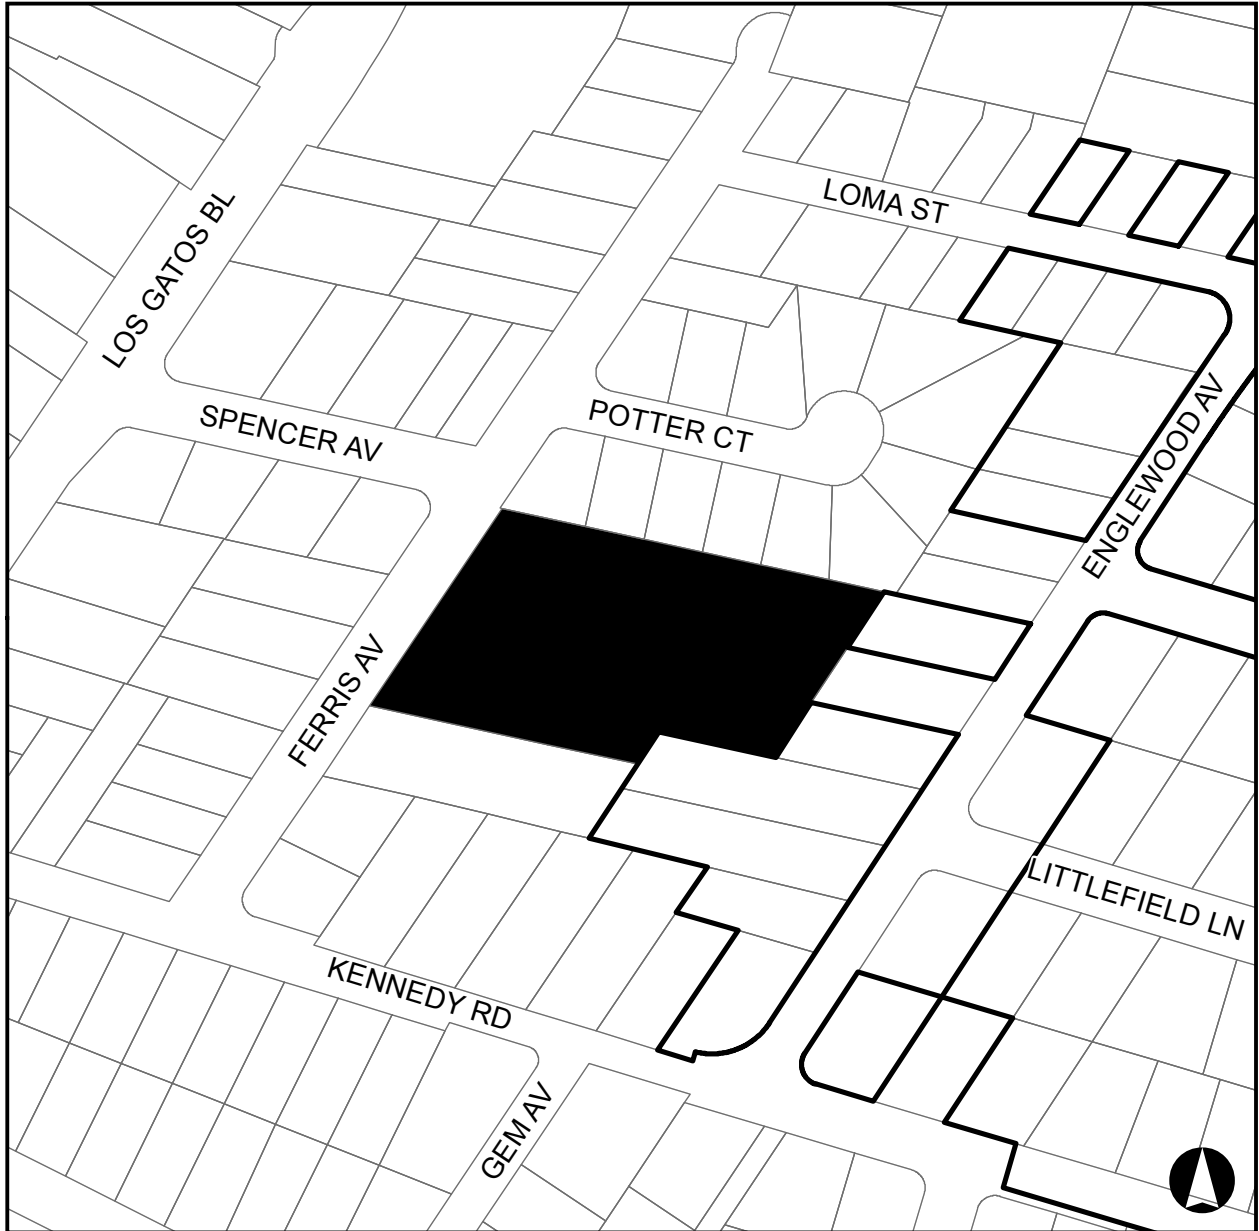 LOMA ST
LOS GATOS BL
SPENCER AV
POTTER CT
ENGLEWOOD AV
FERRIS AV
LITTLEFIELD LN
KENNEDY RD
GEM AV